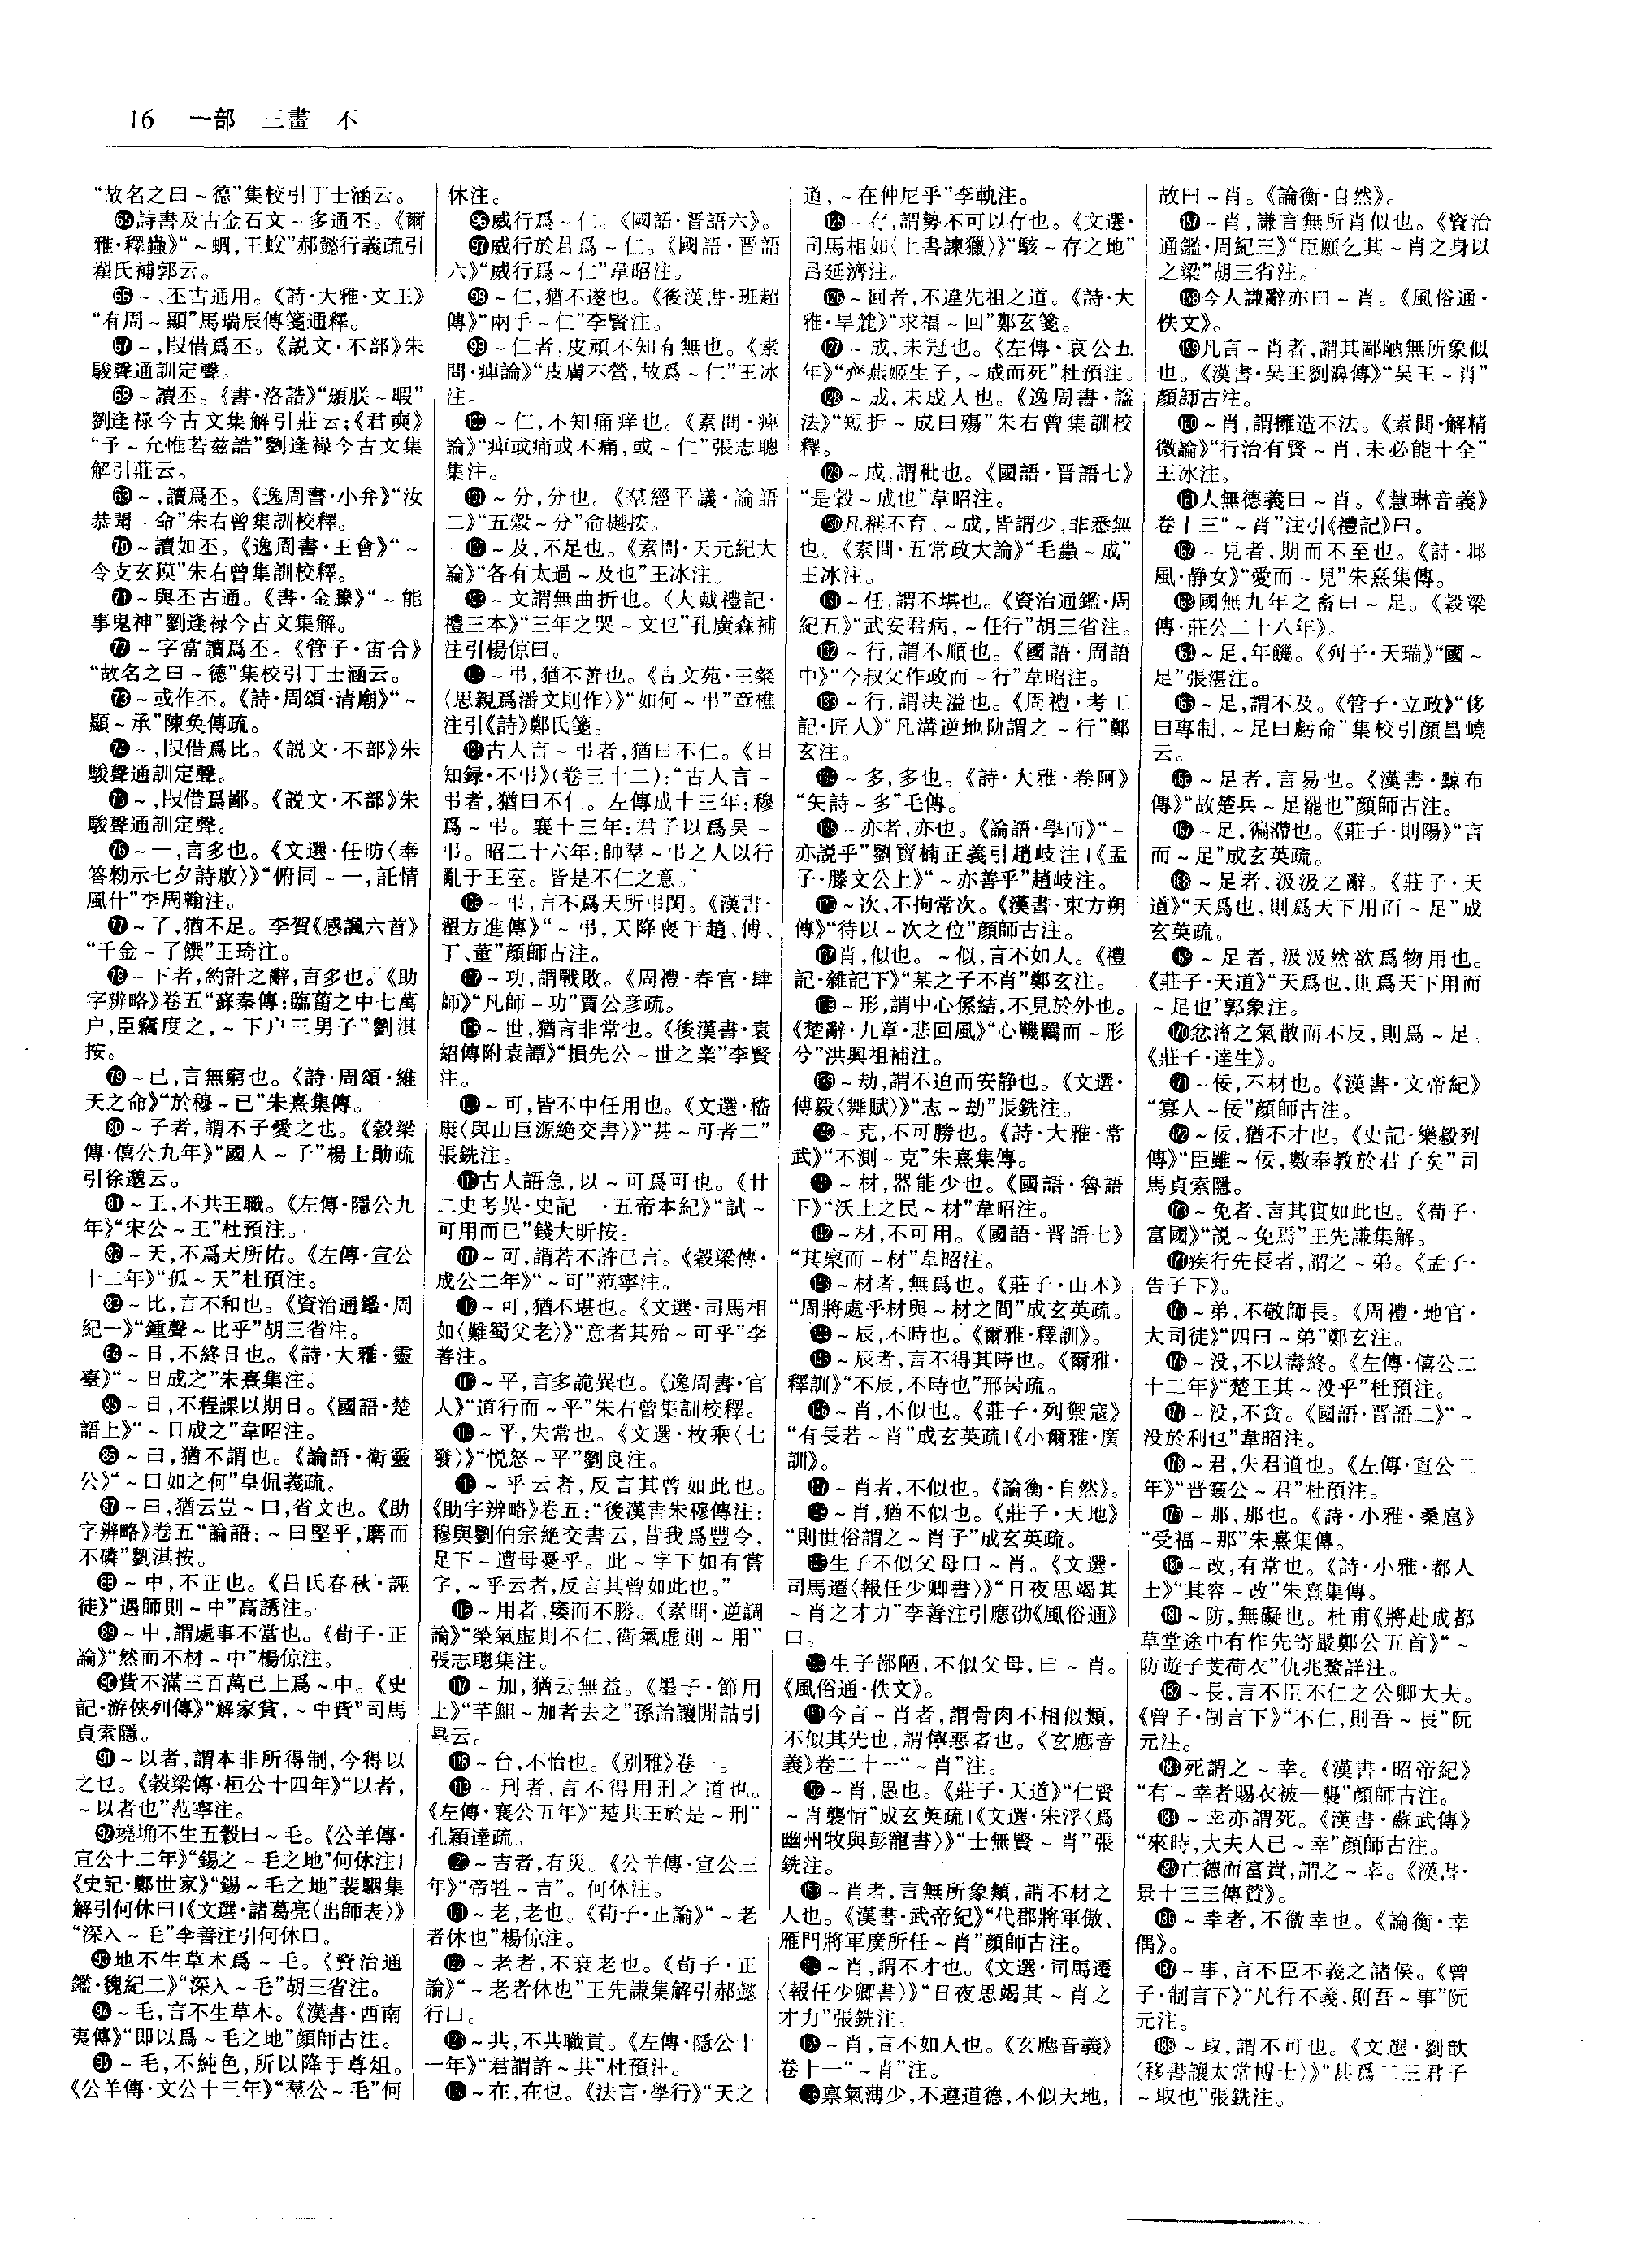 16 一部 三畫 不
“故名之曰～德”集校引丁士涵云。
65詩書及古金石文～多通丕。《爾
雅·釋蟲》“～蜩,王蚥”郝懿行義疏引
翟氏補郭云。
66～、丕古通用。《詩·大雅·文王》
“有周～顯”馬瑞辰傳箋通釋。
67～,叚借爲丕。《説文·不部》朱
駿聲通訓定聲。
68～讀丕。《書·洛誥》“頒朕～暇”
劉逢禄今古文集解引莊云;《君奭》
“予～允惟若兹誥”劉逢禄今古文集
解引莊云。
69～,讀爲丕。《逸周書·小弁》“汝
恭聞～命”朱右曾集訓校釋。
70～讀如丕。《逸周書·王會》“～
令支玄獏”朱右曾集訓校釋。
71～與丕古通。《書·金縢》“～能
事鬼神”劉逢禄今古文集解。
72～字當讀爲丕。《管子·宙合》
“故名之曰～德”集校引丁士涵云。
73～或作丕。《詩·周頌·清廟》“～
顯～承”陳奂傳疏。
74～,叚借爲比。《説文·不部》朱
駿聲通訓定聲。
75～,叚借爲鄙。《説文·不部》朱
駿聲通訓定聲。
76～一,言多也。《文選·任昉〈奉
答勑示七夕詩啟〉》“俯同～一,託情
風什”李周翰注。
77～了,猶不足。李賀《感諷六首》
“千金～了饌”王琦注。
78～下者,約計之辭,言多也。《助
字辨略》卷五“蘇秦傳:臨菑之中七萬
户,臣竊度之,～下户三男子”劉淇
按。
79～已,言無窮也。《詩·周頌·維
天之命》“於穆～已”朱熹集傳。
80～子者,謂不子愛之也。《穀梁
傳·僖公九年》“國人～子”楊士勛疏
引徐邈云。
81～王,不共王職。《左傳·隱公九
年》“宋公～王”杜預注。
82～天,不爲天所佑。《左傳·宣公
十二年》“孤～天”杜預注。
83～比,言不和也。《資治通鑑·周
紀一》“鍾聲～比乎”胡三省注。
84～日,不終日也。《詩·大雅·靈
臺》“～日成之”朱熹集注。
85～日,不程課以期日。《國語·楚
語上》“～日成之”韋昭注。
86～曰,猶不謂也。《論語·衛靈
公》“～曰如之何”皇侃義疏。
87～曰,猶云豈～曰,省文也。《助
字辨略》卷五“論語:～曰堅乎,磨而
不磷”劉淇按。
88～中,不正也。《吕氏春秋·誣
徒》“遇師則～中”高誘注。
89～中,謂處事不當也。《荀子·正
論》“然而不材～中”楊倞注。
90貲不滿三百萬已上爲～中。《史
記·游俠列傳》“解家貧,～中貲”司馬
貞索隱。
91～以者,謂本非所得制,今得以
之也。《穀梁傳·桓公十四年》“以者,
～以者也”范寧注。
92墝埆不生五穀曰～毛。《公羊傳·
宣公十二年》“錫之～毛之地”何休注|
《史記·鄭世家》“錫～毛之地”裴駰集
解引何休曰|《文選·諸葛亮〈出師表〉》
“深入～毛”李善注引何休曰。
93地不生草木爲～毛。《資治通
鑑·魏紀二》“深入～毛”胡三省注。
94～毛,言不生草木。《漢書·西南
夷傳》“即以爲～毛之地”顔師古注。
95～毛,不純色,所以降于尊俎。
《公羊傳·文公十三年》“羣公～毛”何
休注。
96威行爲～仁。《國語·晋語六》。
97威行於君爲～仁。《國語·晋語
六》“威行爲～仁”韋昭注。
98～仁,猶不遂也。《後漢書·班超
傳》“兩手～仁”李賢注。
99～仁者,皮頑不知有無也。《素
問·痹論》“皮膚不營,故爲～仁”王冰
注。
100～仁,不知痛痒也。《素問·痹
論》“痹或痛或不痛,或～仁”張志聰
集注。
101～分,分也。《羣經平議·論語
二》“五穀～分”俞樾按。
102～及,不足也。《素問·天元紀大
論》“各有太過～及也”王冰注。
103～文謂無曲折也。《大戴禮記·
禮三本》“三年之哭～文也”孔廣森補
注引楊倞曰。
104～弔,猶不善也。《古文苑·王粲
〈思親爲潘文則作〉》“如何～弔”章樵
注引《詩》鄭氏箋。
105古人言～弔者,猶曰不仁。《日
知録·不弔》(卷三十二):“古人言～
弔者,猶曰不仁。左傳成十三年:穆
爲～弔。襄十三年:君子以爲吴～
弔。昭二十六年:帥羣～弔之人以行
亂于王室。皆是不仁之意。”
106～弔,言不爲天所弔閔。《漢書·
翟方進傳》“～弔,天降喪于趙、傅、
丁、董”顔師古注。
107～功,謂戰敗。《周禮·春官·肆
師》“凡師～功”賈公彦疏。
108～世,猶言非常也。《後漢書·袁
紹傳附袁譚》“損先公～世之業”李賢
注。
109～可,皆不中任用也。《文選·嵇
康〈與山巨源絶交書〉》“甚～可者二”
張銑注。
110古人語急,以～可爲可也。《廿
二史考異·史記一·五帝本紀》“試～
可用而已”錢大昕按。
111～可,謂若不許已言。《穀梁傳·
成公二年》“～可”范寧注。
112～可,猶不堪也。《文選·司馬相
如〈難蜀父老〉》“意者其殆～可乎”李
善注。
113～平,言多詭異也。《逸周書·官
人》“道行而～平”朱右曾集訓校釋。
114～平,失常也。《文選·枚乘〈七
發〉》“悦怒～平”劉良注。
115～乎云者,反言其曾如此也。
《助字辨略》卷五:“後漢書朱穆傳注:
穆與劉伯宗絶交書云,昔我爲豐令,
足下～遭母憂乎。此～字下如有嘗
字,～乎云者,反言其曾如此也。”
116～用者,痿而不勝。《素問·逆調
論》“榮氣虚則不仁,衛氣虚則～用”
張志聰集注。
117～加,猶云無益。《墨子·節用
上》“芊䱉～加者去之”孫詒讓閒詁引
畢云。
118～台,不怡也。《别雅》卷一。
119～刑者,言不得用刑之道也。
《左傳·襄公五年》“楚共王於是～刑”
孔穎達疏。
120～吉者,有災。《公羊傳·宣公三
年》“帝牲～吉”。何休注。
121～老,老也。《荀子·正論》“～老
者休也”楊倞注。
122～老者,不衰老也。《荀子·正
論》“～老者休也”王先謙集解引郝懿
行曰。
123～共,不共職貢。《左傳·隱公十
一年》“君謂許～共”杜預注。
124～在,在也。《法言·學行》“天之
道,～在仲尼乎”李軌注。
125～存,謂勢不可以存也。《文選·
司馬相如〈上書諫獵〉》“駭～存之地”
吕延濟注。
126～回者,不違先祖之道。《詩·大
雅·旱麓》“求福～回”鄭玄箋。
127～成,未冠也。《左傳·哀公五
年》“齊燕姬生子,～成而死”杜預注。
128～成,未成人也。《逸周書·謚
法》“短折～成曰殤”朱右曾集訓校
釋。
129～成,謂秕也。《國語·晋語七》
“是穀～成也”韋昭注。
130凡稱不育、～成,皆謂少,非悉無
也。《素問·五常政大論》“毛蟲～成”
王冰注。
131～任,謂不堪也。《資治通鑑·周
紀五》“武安君病,～任行”胡三省注。
132～行,謂不順也。《國語·周語
中》“今叔父作政而～行”韋昭注。
133～行,謂决溢也。《周禮·考工
記·匠人》“凡溝逆地阞謂之～行”鄭
玄注。
134～多,多也。《詩·大雅·卷阿》
“矢詩～多”毛傳。
135～亦者,亦也。《論語·學而》“～
亦説乎”劉寶楠正義引趙岐注|《孟
子·滕文公上》“～亦善乎”趙岐注。
136～次,不拘常次。《漢書·東方朔
傳》“待以～次之位”顔師古注。
137肖,似也。～似,言不如人。《禮
記·雜記下》“某之子不肖”鄭玄注。
138～形,謂中心係結,不見於外也。
《楚辭·九章·悲回風》“心鞿羈而～形
兮”洪興祖補注。
139～劫,謂不迫而安静也。《文選·
傅毅〈舞賦〉》“志～劫”張銑注。
140～克,不可勝也。《詩·大雅·常
武》“不測～克”朱熹集傳。
141～材,器能少也。《國語·魯語
下》“沃土之民～材”韋昭注。
142～材,不可用。《國語·晋語七》
“其稟而～材”韋昭注。
143～材者,無爲也。《莊子·山木》
“周將處乎材與～材之間”成玄英疏。
144～辰,不時也。《爾雅·釋訓》。
145～辰者,言不得其時也。《爾雅·
釋訓》“不辰,不時也”邢昺疏。
146～肖,不似也。《莊子·列禦寇》
“有長若～肖”成玄英疏|《小爾雅·廣
訓》。
147～肖者,不似也。《論衡·自然》。
148～肖,猶不似也。《莊子·天地》
“則世俗謂之～肖子”成玄英疏。
149生子不似父母曰～肖。《文選·
司馬遷〈報任少卿書〉》“日夜思竭其
～肖之才力”李善注引應劭《風俗通》
曰。
150生子鄙陋,不似父母,曰～肖。
《風俗通·佚文》。
151今言～肖者,謂骨肉不相似類,
不似其先也,謂儜惡者也。《玄應音
義》卷二十一“～肖”注。
152～肖,愚也。《莊子·天道》“仁賢
～肖襲情”成玄英疏|《文選·朱浮〈爲
幽州牧與彭寵書〉》“士無賢～肖”張
銑注。
153～肖者,言無所象類,謂不材之
人也。《漢書·武帝紀》“代郡將軍敖、
雁門將軍廣所任～肖”顔師古注。
154～肖,謂不才也。《文選·司馬遷
〈報任少卿書〉》“日夜思竭其～肖之
才力”張銑注。
155～肖,言不如人也。《玄應音義》
卷十一“～肖”注。
156稟氣薄少,不遵道德,不似天地,
故曰～肖。《論衡·自然》。
157～肖,謙言無所肖似也。《資治
通鑑·周紀三》“臣願乞其～肖之身以
之梁”胡三省注。
158今人謙辭亦曰～肖。《風俗通·
佚文》。
159凡言～肖者,謂其鄙陋無所象似
也。《漢書·吴王劉濞傳》“吴王～肖”
顔師古注。
160～肖,謂擁造不法。《素問·解精
微論》“行治有賢～肖,未必能十全”
王冰注。
161人無德義曰～肖。《慧琳音義》
卷十三“～肖”注引《禮記》曰。
162～見者,期而不至也。《詩·邶
風·静女》“愛而～見”朱熹集傳。
163國無九年之畜曰～足。《穀梁
傳·莊公二十八年》。
164～足,年饑。《列子·天瑞》“國～
足”張湛注。
165～足,謂不及。《管子·立政》“侈
曰專制,～足曰虧命”集校引顔昌嶢
云。
166～足者,言易也。《漢書·黥布
傳》“故楚兵～足罷也”顔師古注。
167～足,徧滯也。《莊子·則陽》“言
而～足”成玄英疏。
168～足者,汲汲之辭。《莊子·天
道》“天爲也,則爲天下用而～足”成
玄英疏。
169～足者,汲汲然欲爲物用也。
《莊子·天道》“天爲也,則爲天下用而
～足也”郭象注。
170忿滀之氣散而不反,則爲～足。
《莊子·達生》。
171～佞,不材也。《漢書·文帝紀》
“寡人～佞”顔師古注。
172～佞,猶不才也。《史記·樂毅列
傳》“臣雖～佞,數奉教於君子矣”司
馬貞索隱。
173～免者,言其實如此也。《荀子·
富國》“説～免焉”王先謙集解。
174疾行先長者,謂之～弟。《孟子·
告子下》。
175～弟,不敬師長。《周禮·地官·
大司徒》“四曰～弟”鄭玄注。
176～没,不以壽終。《左傳·僖公二
十二年》“楚王其～没乎”杜預注。
177～没,不貪。《國語·晋語二》“～
没於利也”韋昭注。
178～君,失君道也。《左傳·宣公二
年》“晋靈公～君”杜預注。
179～那,那也。《詩·小雅·桑扈》
“受福～那”朱熹集傳。
180～改,有常也。《詩·小雅·都人
士》“其容～改”朱熹集傳。
181～防,無礙也。杜甫《將赴成都
草堂途中有作先寄嚴鄭公五首》“～
防遊子芰荷衣”仇兆鰲詳注。
182～長,言不臣不仁之公卿大夫。
《曾子·制言下》“不仁,則吾～長”阮
元注。
183死謂之～幸。《漢書·昭帝紀》
“有～幸者賜衣被一襲”顔師古注。
184～幸亦謂死。《漢書·蘇武傳》
“來時,大夫人已～幸”顔師古注。
185亡德而富貴,謂之～幸。《漢書·
景十三王傳贊》。
186～幸者,不徼幸也。《論衡·幸
偶》。
187～事,言不臣不義之諸侯。《曾
子·制言下》“凡行不義,則吾～事”阮
元注。
188～取,謂不可也。《文選·劉歆
〈移書讓太常博士〉》“甚爲二三君子
～取也”張銑注。